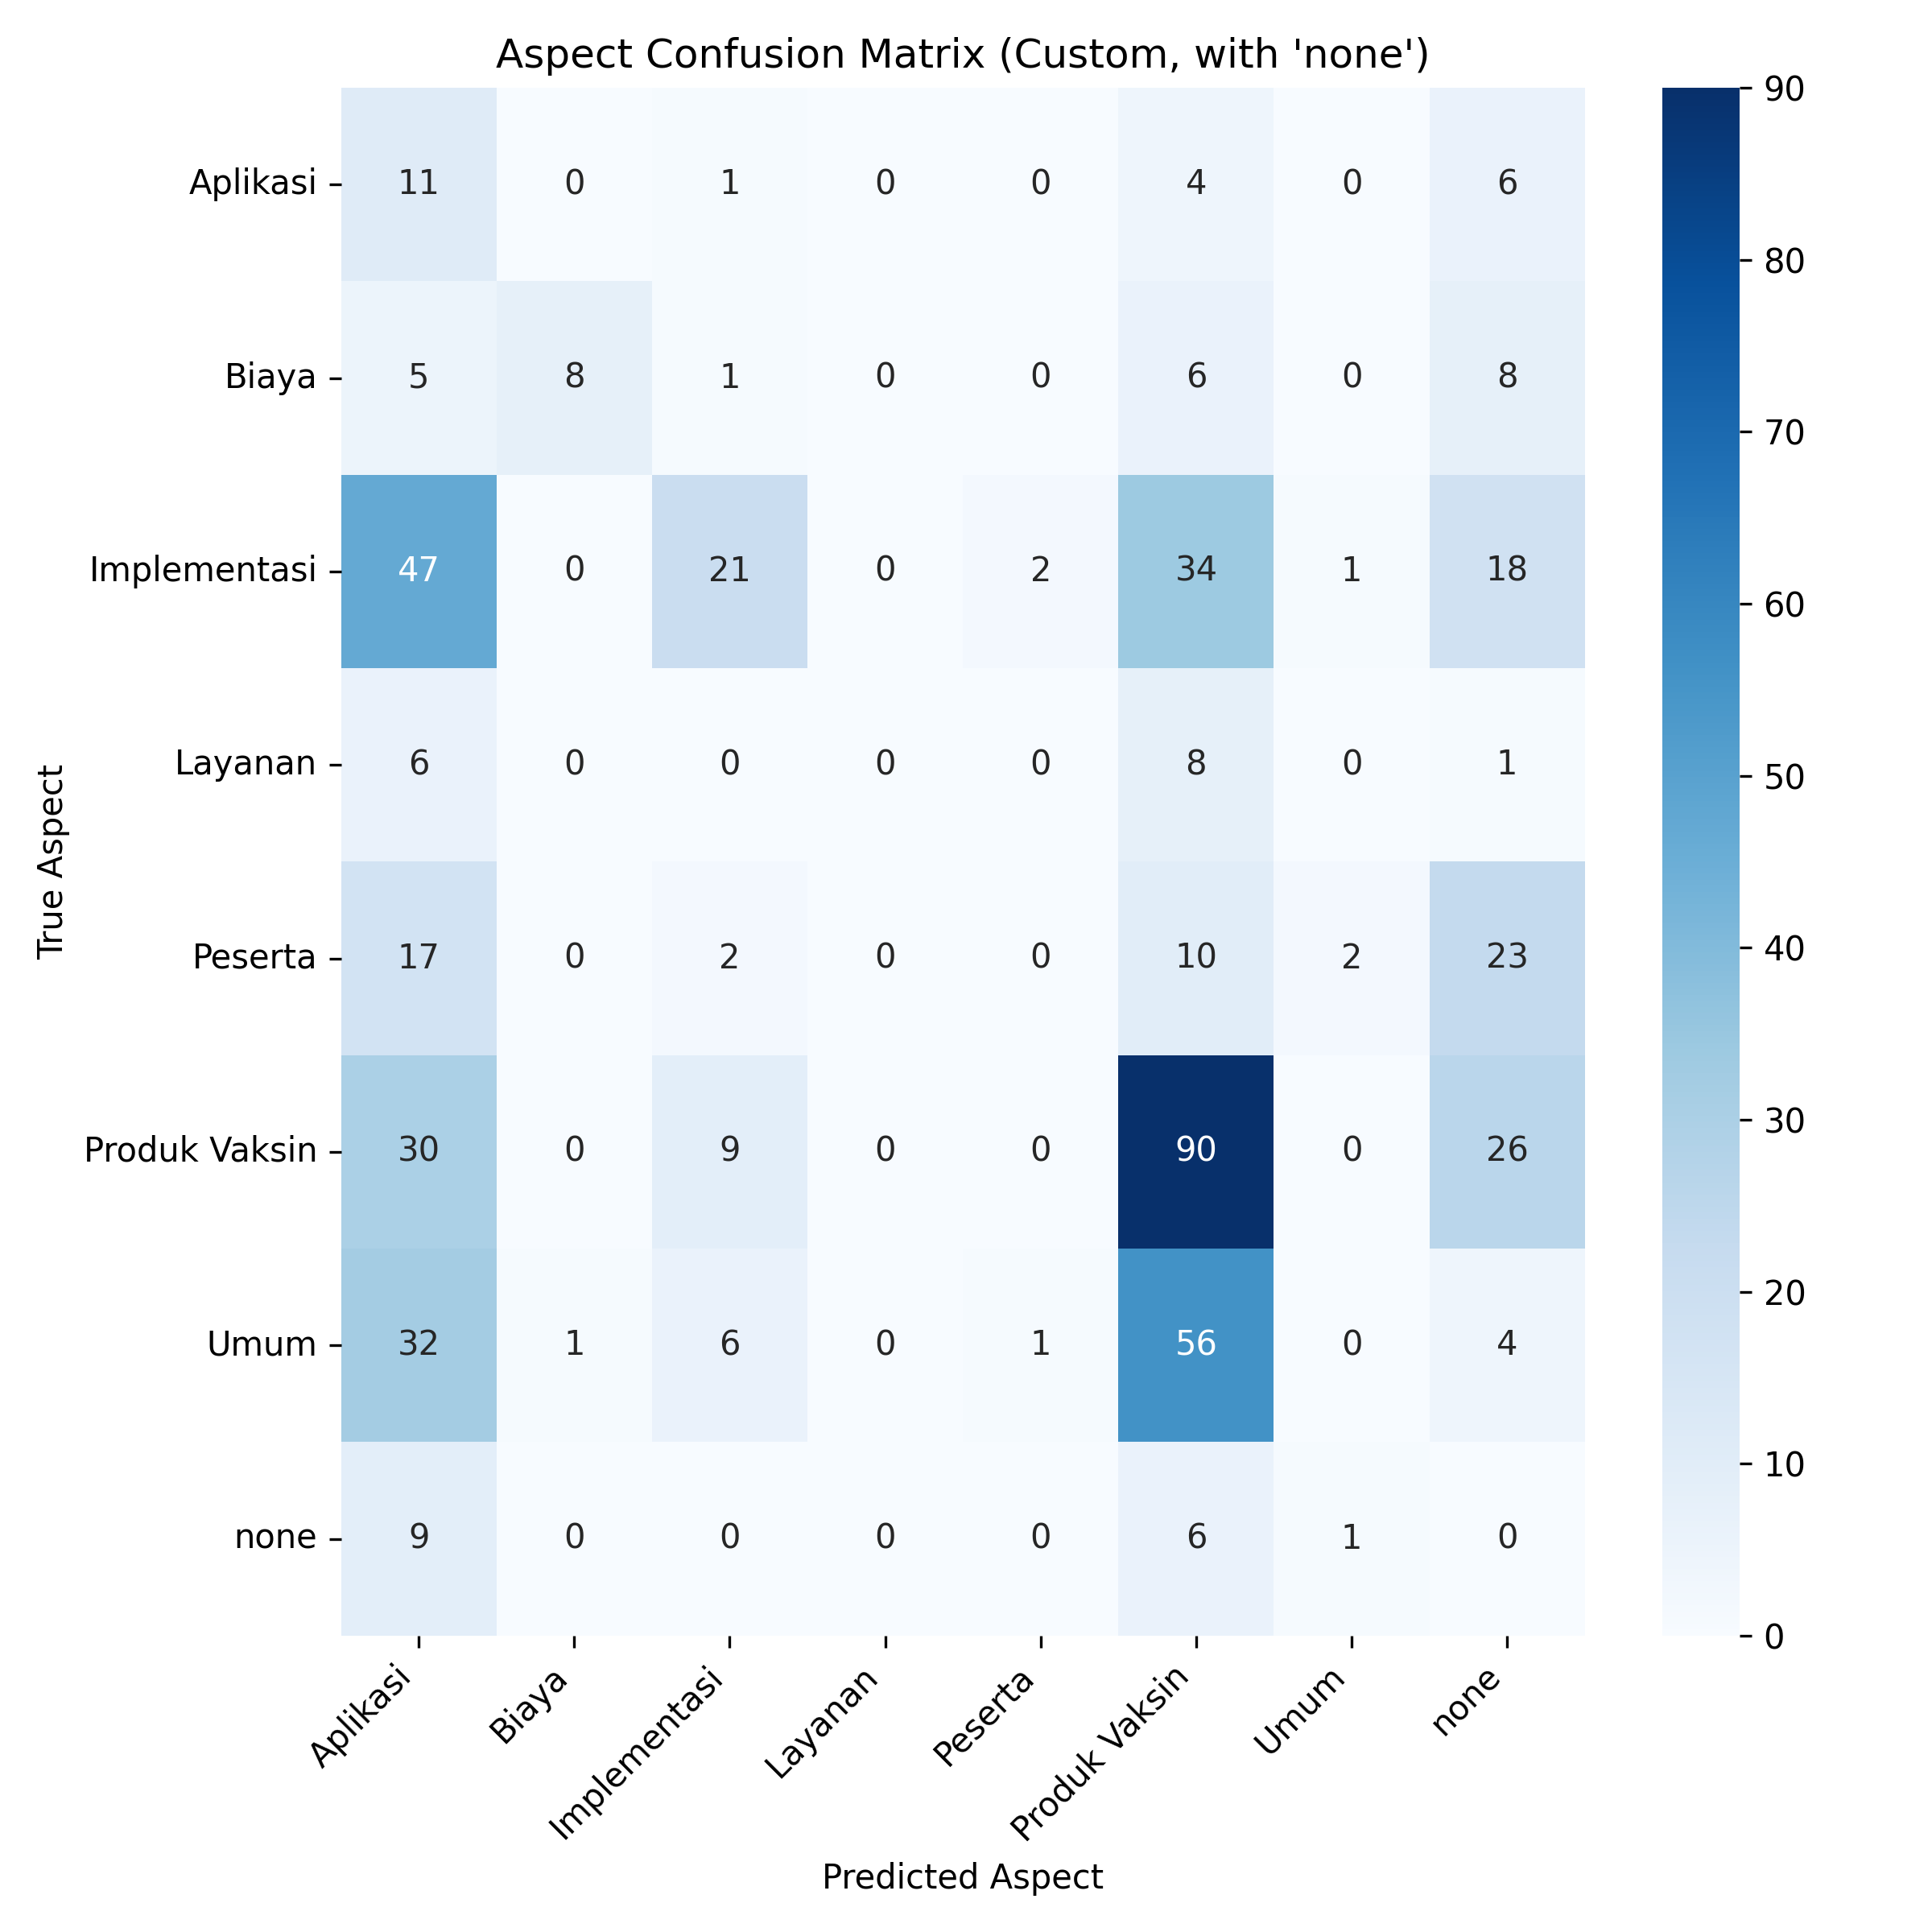 Aspect Confusion Matrix (Custom, with 'none')
True Aspect
Aplikasi 11 0 1 0 0 4 0 6
Biaya 5 8 1 0 0 6 0 8
Implementasi 47 0 21 0 2 34 1 18
Layanan 6 0 0 0 0 8 0 1
Peserta 17 0 2 0 0 10 2 23
Produk Vaksin 30 0 9 0 0 90 0 26
Umum 32 1 6 0 1 56 0 4
none 9 0 0 0 0 6 1 0
Aplikasi Biaya Implementasi Layanan Peserta Produk Vaksin Umum none
Predicted Aspect
90
80
70
60
50
40
30
20
10
0